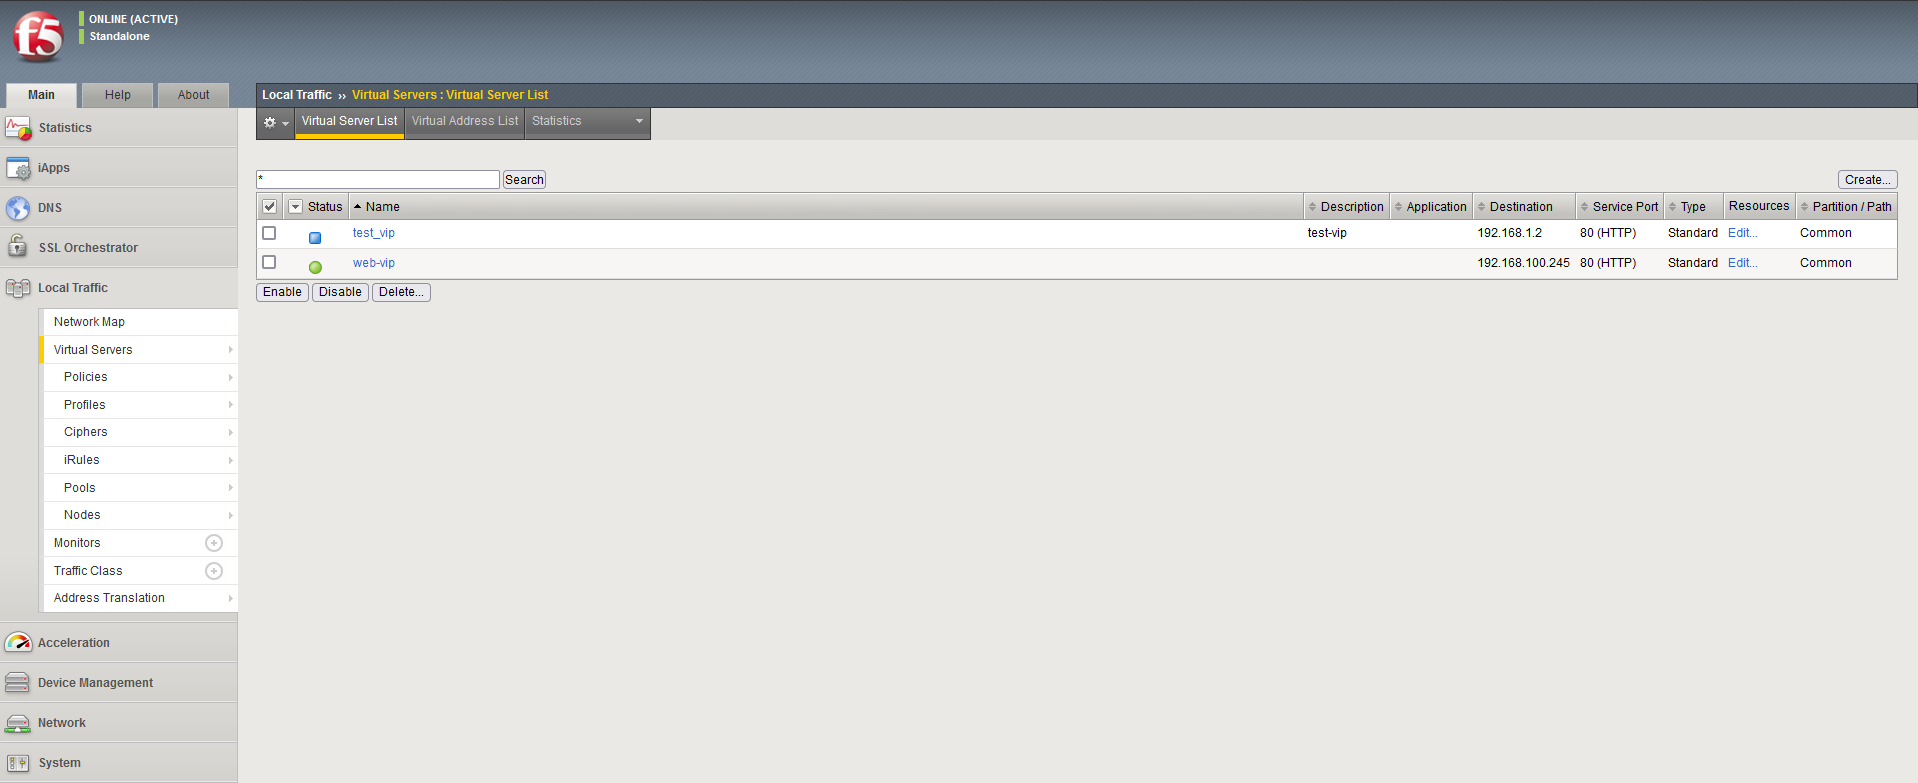 f5
ONLINE (ACTIVE)
Standalone
Main Help About
Local Traffic ›› Virtual Servers : Virtual Server List
Virtual Server List Virtual Address List Statistics
Statistics
iApps
DNS
SSL Orchestrator
Local Traffic
Network Map
Virtual Servers
Policies
Profiles
Ciphers
iRules
Pools
Nodes
Monitors
Traffic Class
Address Translation
Acceleration
Device Management
Network
System
* Search Create...
Status Name Description Application Destination Service Port Type Resources Partition / Path
test_vip test-vip 192.168.1.2 80 (HTTP) Standard Edit... Common
web-vip 192.168.100.245 80 (HTTP) Standard Edit... Common
Enable Disable Delete...